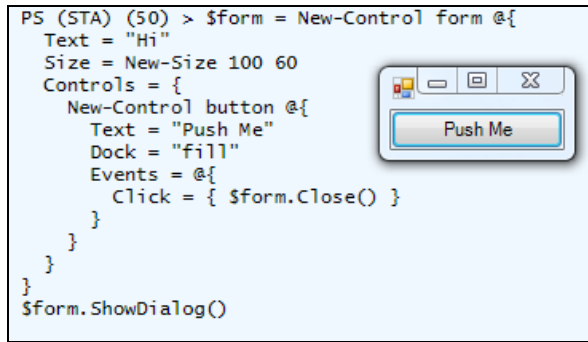 PS (STA) (50) > $form = New-Control form @{
  Text = "Hi"
  Size = New-Size 100 60
  Controls = {
    New-Control button @{
      Text = "Push Me"
      Dock = "fill"
      Events = @{
        Click = { $form.Close() }
      }
    }
  }
}
$form.ShowDialog()
Push Me